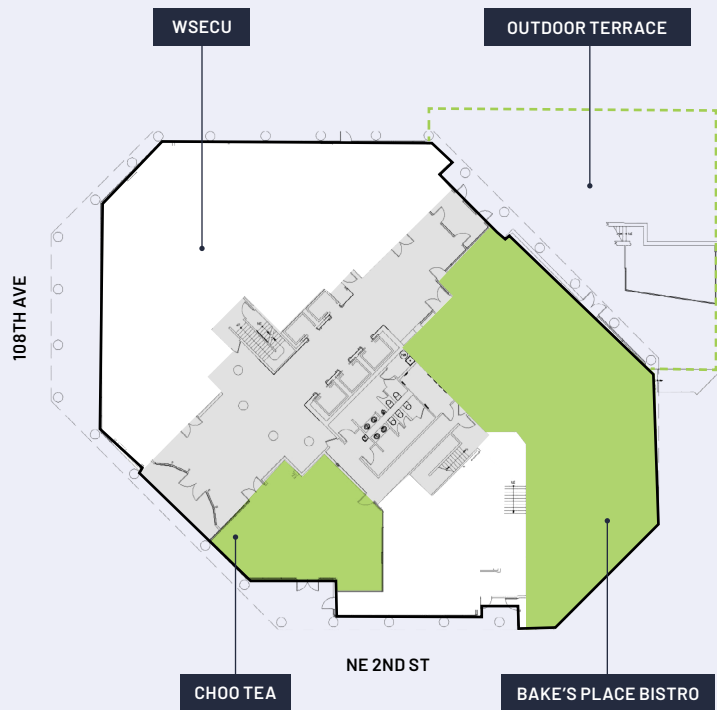 WSECU
OUTDOOR TERRACE
108TH AVE
NE 2ND ST
CHOO TEA
BAKE'S PLACE BISTRO